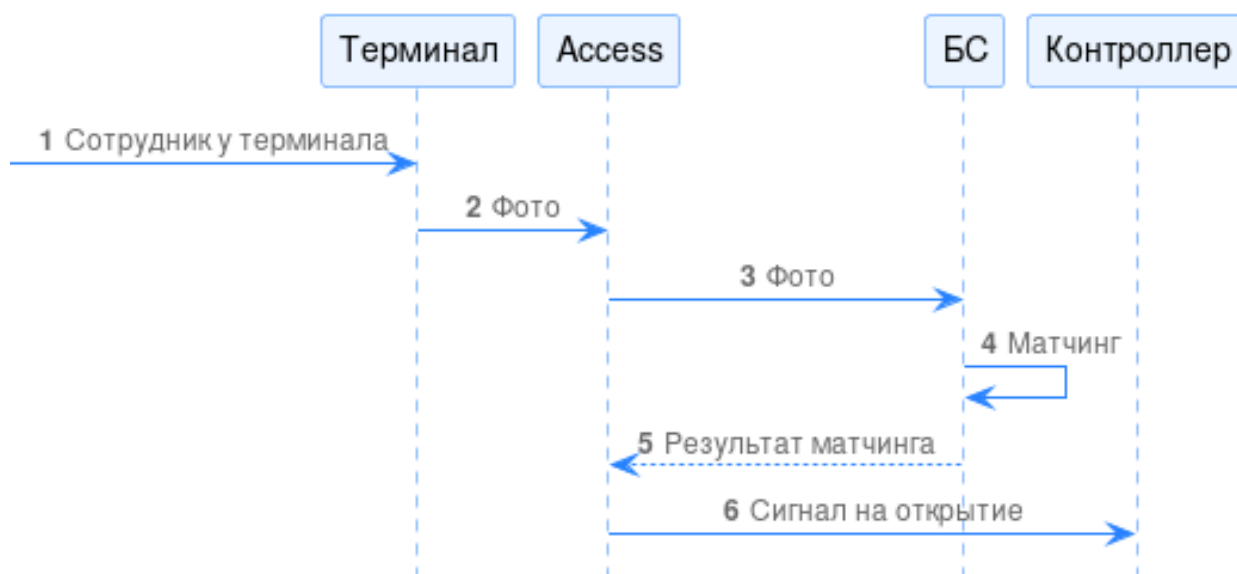 Терминал Access БС Контроллер
1 Сотрудник у терминала
2 Фото
3 Фото
4 Матчинг
5 Результат матчинга
6 Сигнал на открытие